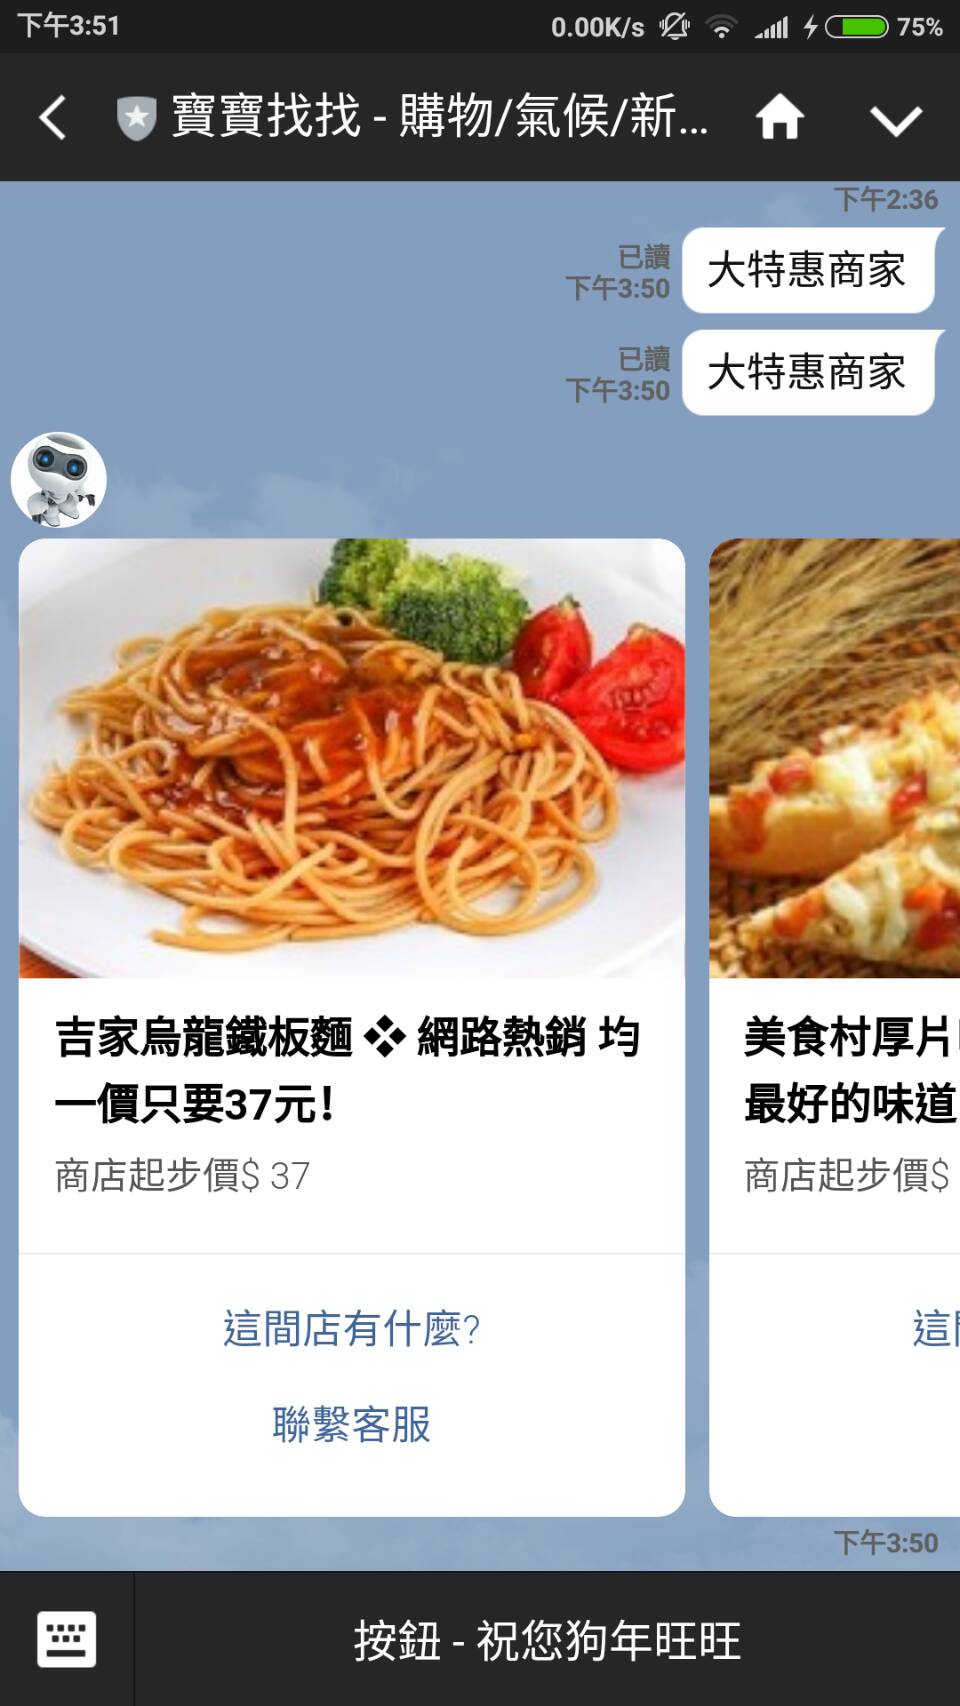 下午3:51
0.00K/s
75%
寶寶找找 - 購物/氣候/新...
下午2:36
已讀
下午3:50
大特惠商家
已讀
下午3:50
大特惠商家
吉家烏龍鐵板麵 ❖ 網路熱銷 均
一價只要37元!
商店起步價$ 37
這間店有什麼?
聯繫客服
美食村厚片
最好的味道
商店起步價$
這
下午3:50
按鈕 - 祝您狗年旺旺